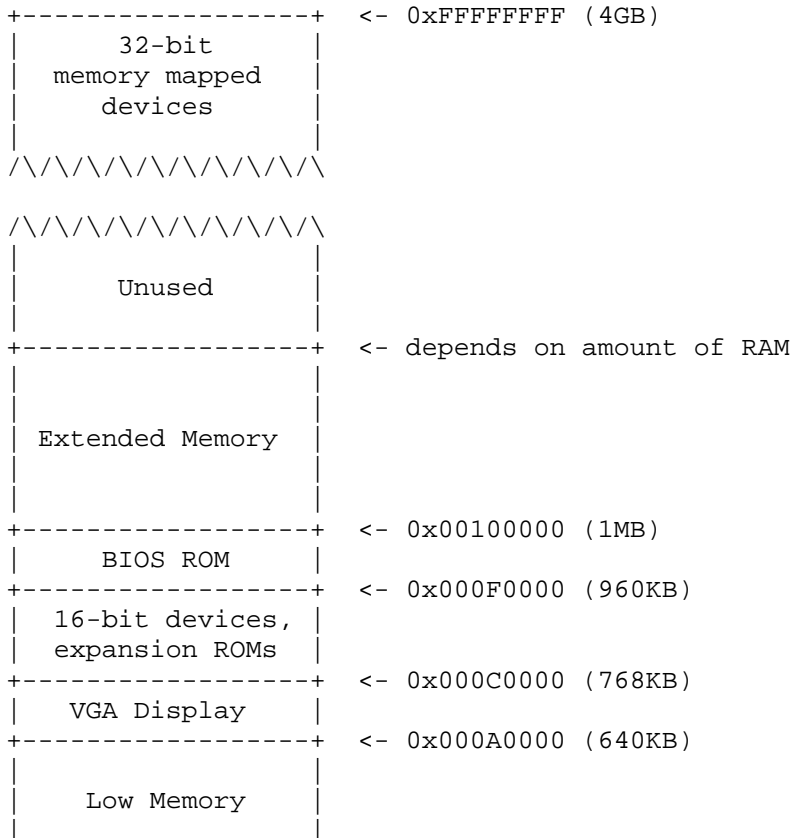 +------------------+  <- 0xFFFFFFFF (4GB)
|      32-bit      |
|  memory mapped   |
|     devices      |
|                  |
/\/\/\/\/\/\/\/\/\/\
/\/\/\/\/\/\/\/\/\/\
|                  |
|      Unused      |
|                  |
+------------------+  <- depends on amount of RAM
|                  |
|                  |
| Extended Memory  |
|                  |
|                  |
+------------------+  <- 0x00100000 (1MB)
|     BIOS ROM     |
+------------------+  <- 0x000F0000 (960KB)
|  16-bit devices, |
|  expansion ROMs  |
+------------------+  <- 0x000C0000 (768KB)
|   VGA Display    |
+------------------+  <- 0x000A0000 (640KB)
|                  |
|    Low Memory    |
|                  |